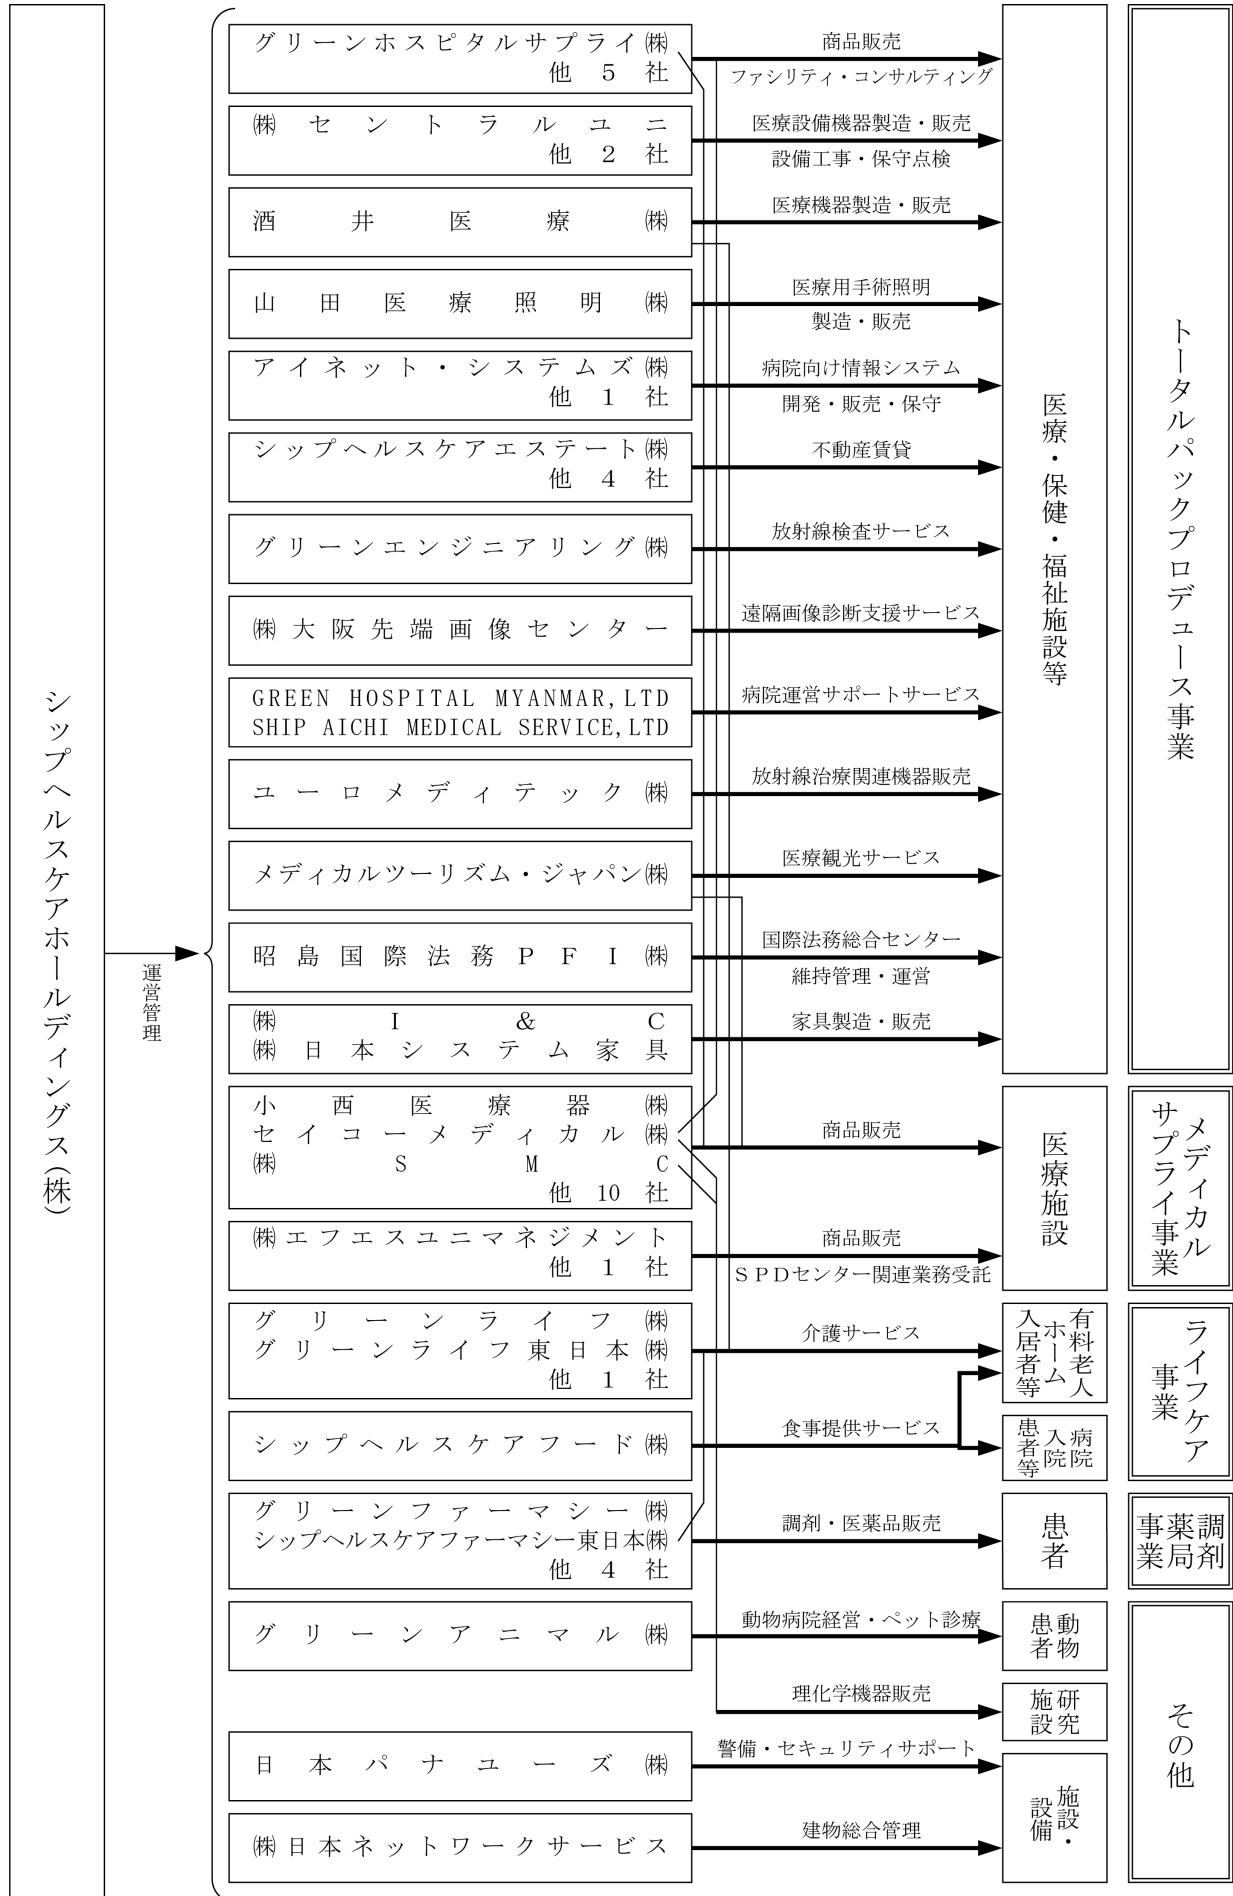 シップヘルスケアホールディングス(株)
運営管理
グリーンホスピタルサプライ㈱
他 5 社
商品販売
ファシリティ・コンサルティング
㈱セントラルユニ
他 2 社
医療設備機器製造・販売
設備工事・保守点検
酒井医療㈱
医療機器製造・販売
山田医療照明㈱
医療用手術照明
製造・販売
アイネット・システムズ㈱
他 1 社
病院向け情報システム
開発・販売・保守
シップヘルスケアエステート㈱
他 4 社
不動産賃貸
グリーンエンジニアリング㈱
放射線検査サービス
㈱大阪先端画像センター
遠隔画像診断支援サービス
GREEN HOSPITAL MYANMAR,LTD
SHIP AICHI MEDICAL SERVICE,LTD
病院運営サポートサービス
ユーロメディテック㈱
放射線治療関連機器販売
メディカルツーリズム・ジャパン㈱
医療観光サービス
昭島国際法務PFI㈱
国際法務総合センター
維持管理・運営
㈱I&C
㈱日本システム家具
家具製造・販売
医療・保健・福祉施設等
トータルパックプロデュース事業
小西医療器㈱
セイコーメディカル㈱
㈱SMC
他 10 社
商品販売
㈱エフエスユニマネジメント
他 1 社
商品販売
SPDセンター関連業務受託
医療施設
メディカル
サプライ事業
グリーンライフ㈱
グリーンライフ東日本㈱
他 1 社
介護サービス
有料老人
ホーム
入居者等
シップヘルスケアフード㈱
食事提供サービス
病院
入院
患者等
ライフケア
事業
グリーンファーマシー㈱
シップヘルスケアファーマシー東日本㈱
他 4 社
調剤・医薬品販売
患者
調剤
薬局
事業
グリーンアニマル㈱
動物病院経営・ペット診療
動物
患者
理化学機器販売
研究
施設
日本パナユーズ㈱
警備・セキュリティサポート
㈱日本ネットワークサービス
建物総合管理
施設・
設備
その他